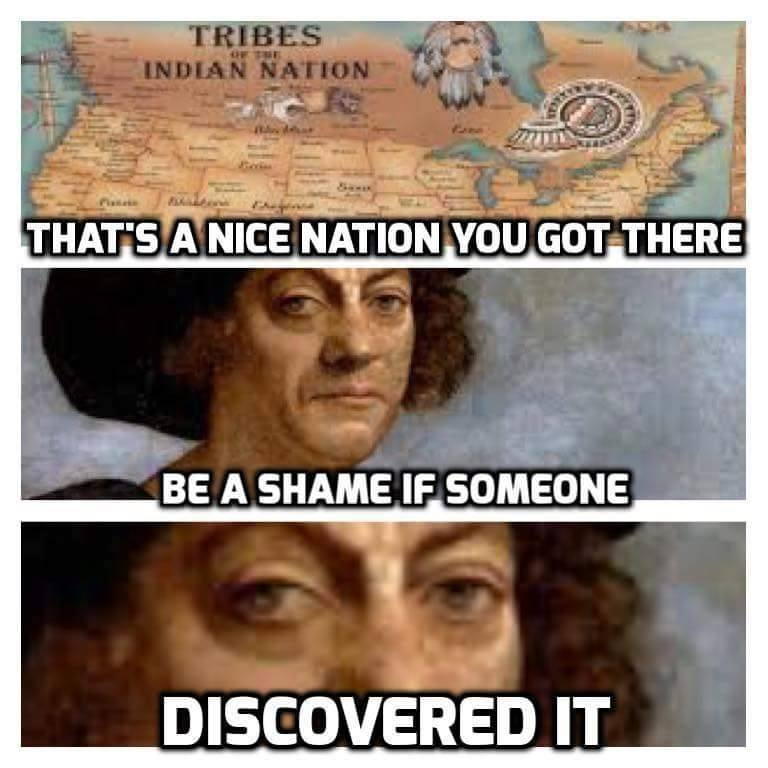 TRIBES
OF THE
INDIAN NATION
THAT'S A NICE NATION YOU GOT THERE
BE A SHAME IF SOMEONE
DISCOVERED IT